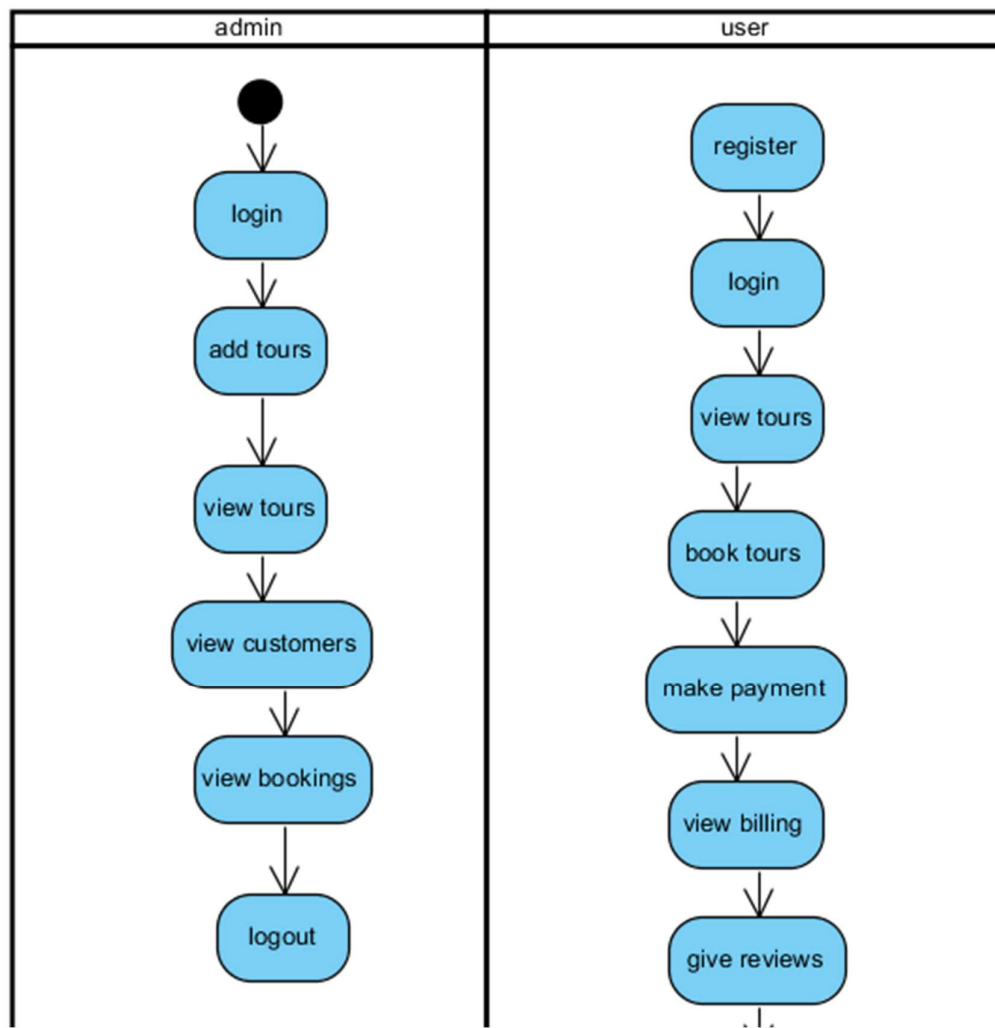 admin
user
login
add tours
view tours
view customers
view bookings
logout
register
login
view tours
book tours
make payment
view billing
give reviews